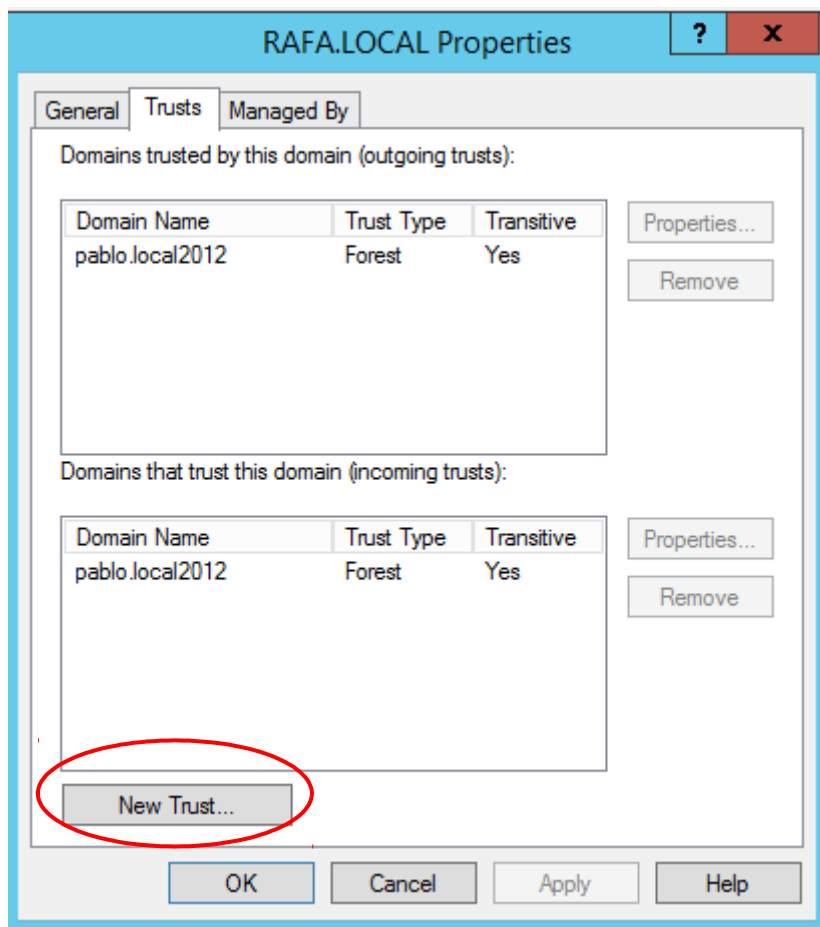 RAFA.LOCAL Properties ? x
General Trusts Managed By
Domains trusted by this domain (outgoing trusts):
Domain Name Trust Type Transitive
pablo.local2012 Forest Yes
Properties...
Remove
Domains that trust this domain (incoming trusts):
Domain Name Trust Type Transitive
pablo.local2012 Forest Yes
Properties...
Remove
New Trust...
OK Cancel Apply Help